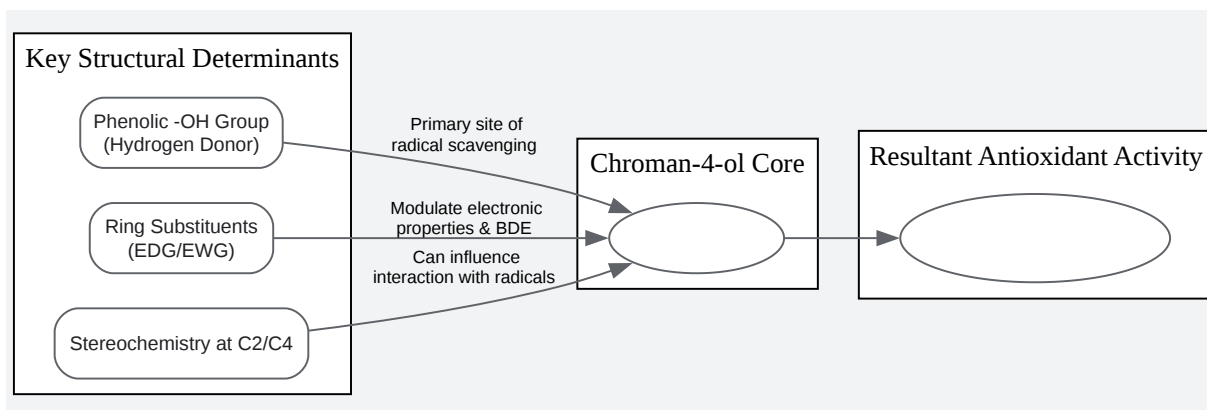 Key Structural Determinants
Phenolic -OH Group
(Hydrogen Donor)
Ring Substituents
(EDG/EWG)
Stereochemistry at C2/C4
Primary site of
radical scavenging
Modulate electronic
properties & BDE
Can influence
interaction with radicals
Chroman-4-ol Core
Resultant Antioxidant Activity